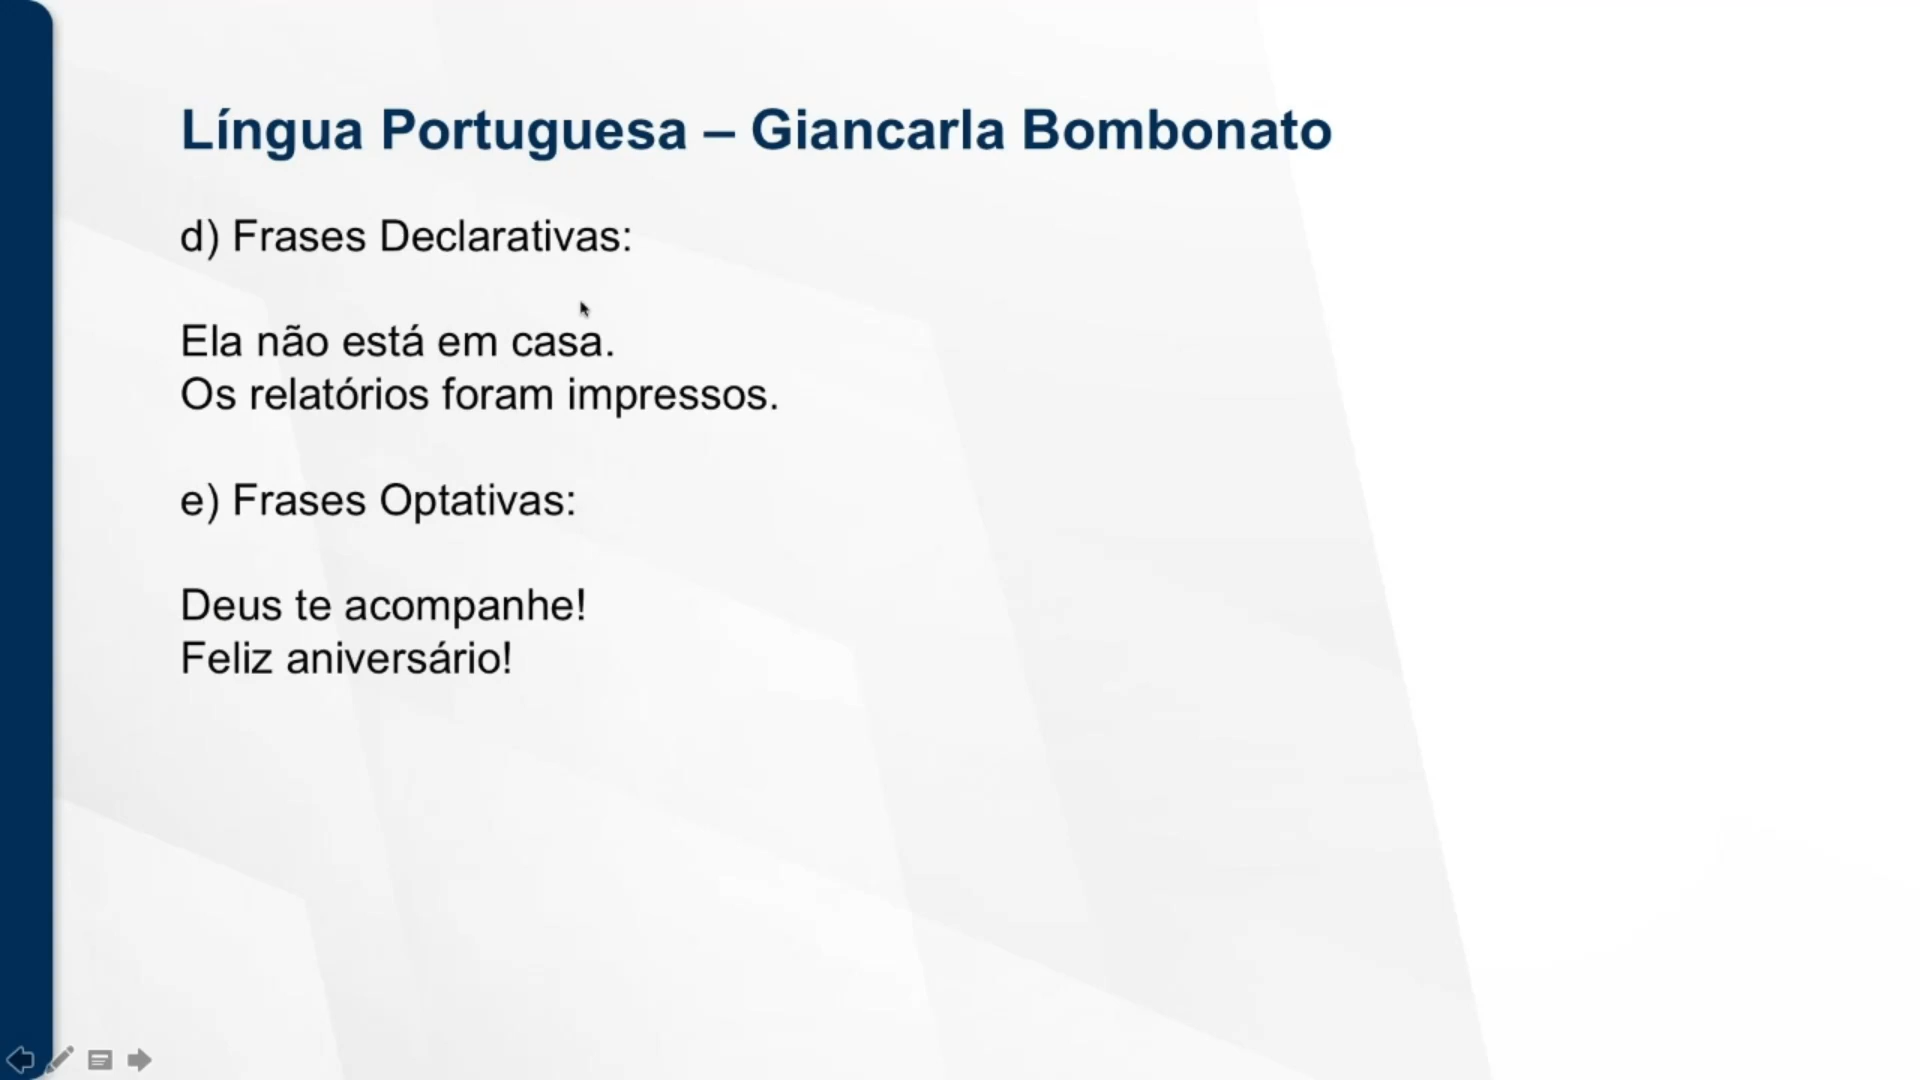 Língua Portuguesa – Giancarla Bombonato
d) Frases Declarativas:
Ela não está em casa.
Os relatórios foram impressos.
e) Frases Optativas:
Deus te acompanhe!
Feliz aniversário!